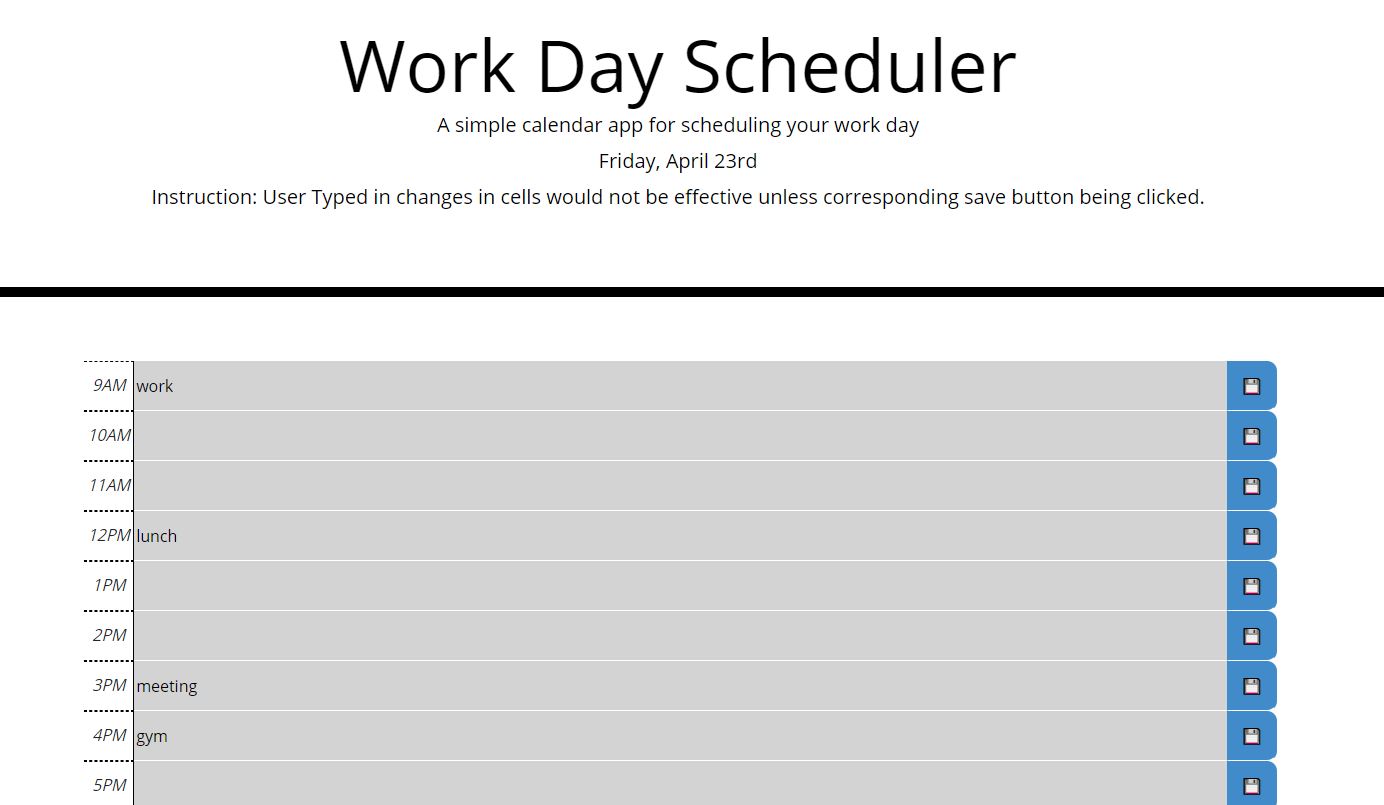 Work Day Scheduler
A simple calendar app for scheduling your work day
Friday, April 23rd
Instruction: User Typed in changes in cells would not be effective unless corresponding save button being clicked.
9AM work
10AM
11AM
12PM lunch
1PM
2PM
3PM meeting
4PM gym
5PM